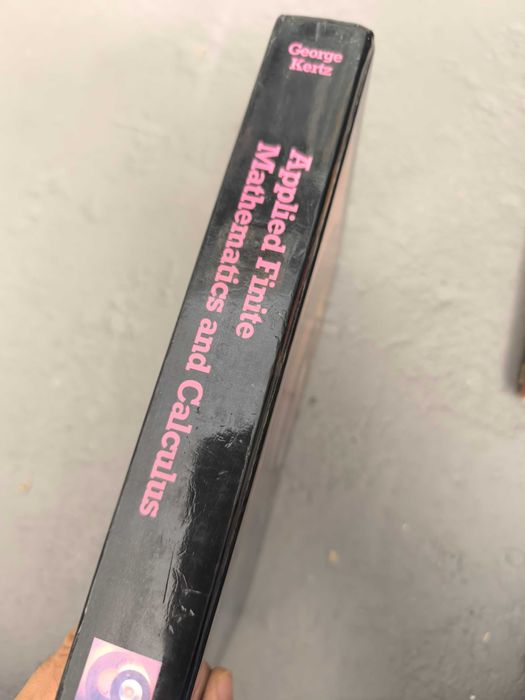 George
Kertz
Applied Finite
Mathematics and Calculus